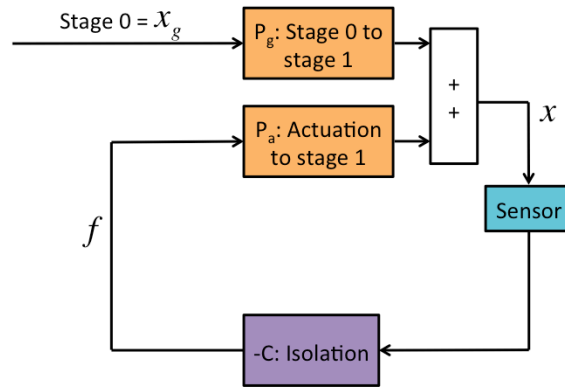 Stage 0 = x_g
P_g: Stage 0 to
stage 1
+
+
P_a: Actuation
to stage 1
x
Sensor
f
-C: Isolation